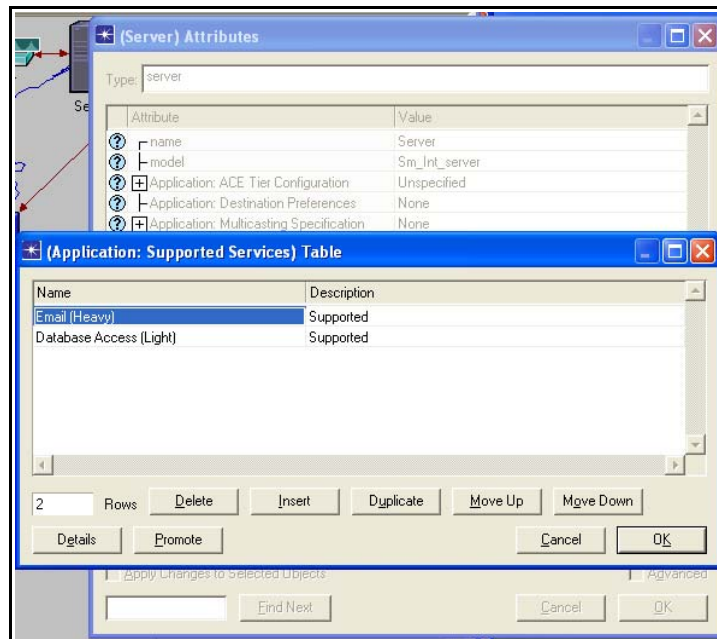 (Server) Attributes
Type: server
Se
Attribute Value
name Server
model Sm_Int_server
Application: ACE Tier Configuration Unspecified
Application: Destination Preferences None
Application: Multicasting Specification None
(Application: Supported Services) Table
Name Description
Email (Heavy) Supported
Database Access (Light) Supported
2 Rows Delete Insert Duplicate Move Up Move Down
Details Promote Cancel OK
Apply Changes to Selected Objects Advanced
Find Next Cancel OK